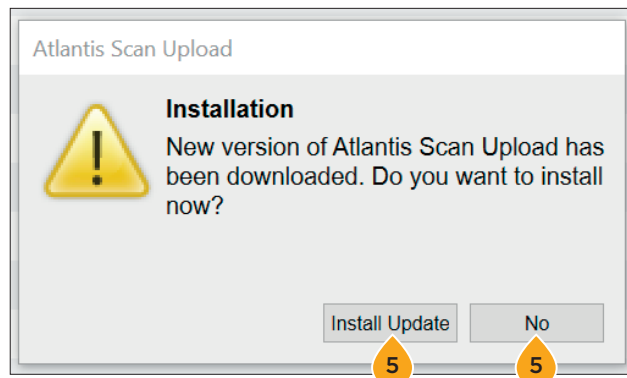 Atlantis Scan Upload
Installation
New version of Atlantis Scan Upload has
been downloaded. Do you want to install
now?
Install Update No
5 5